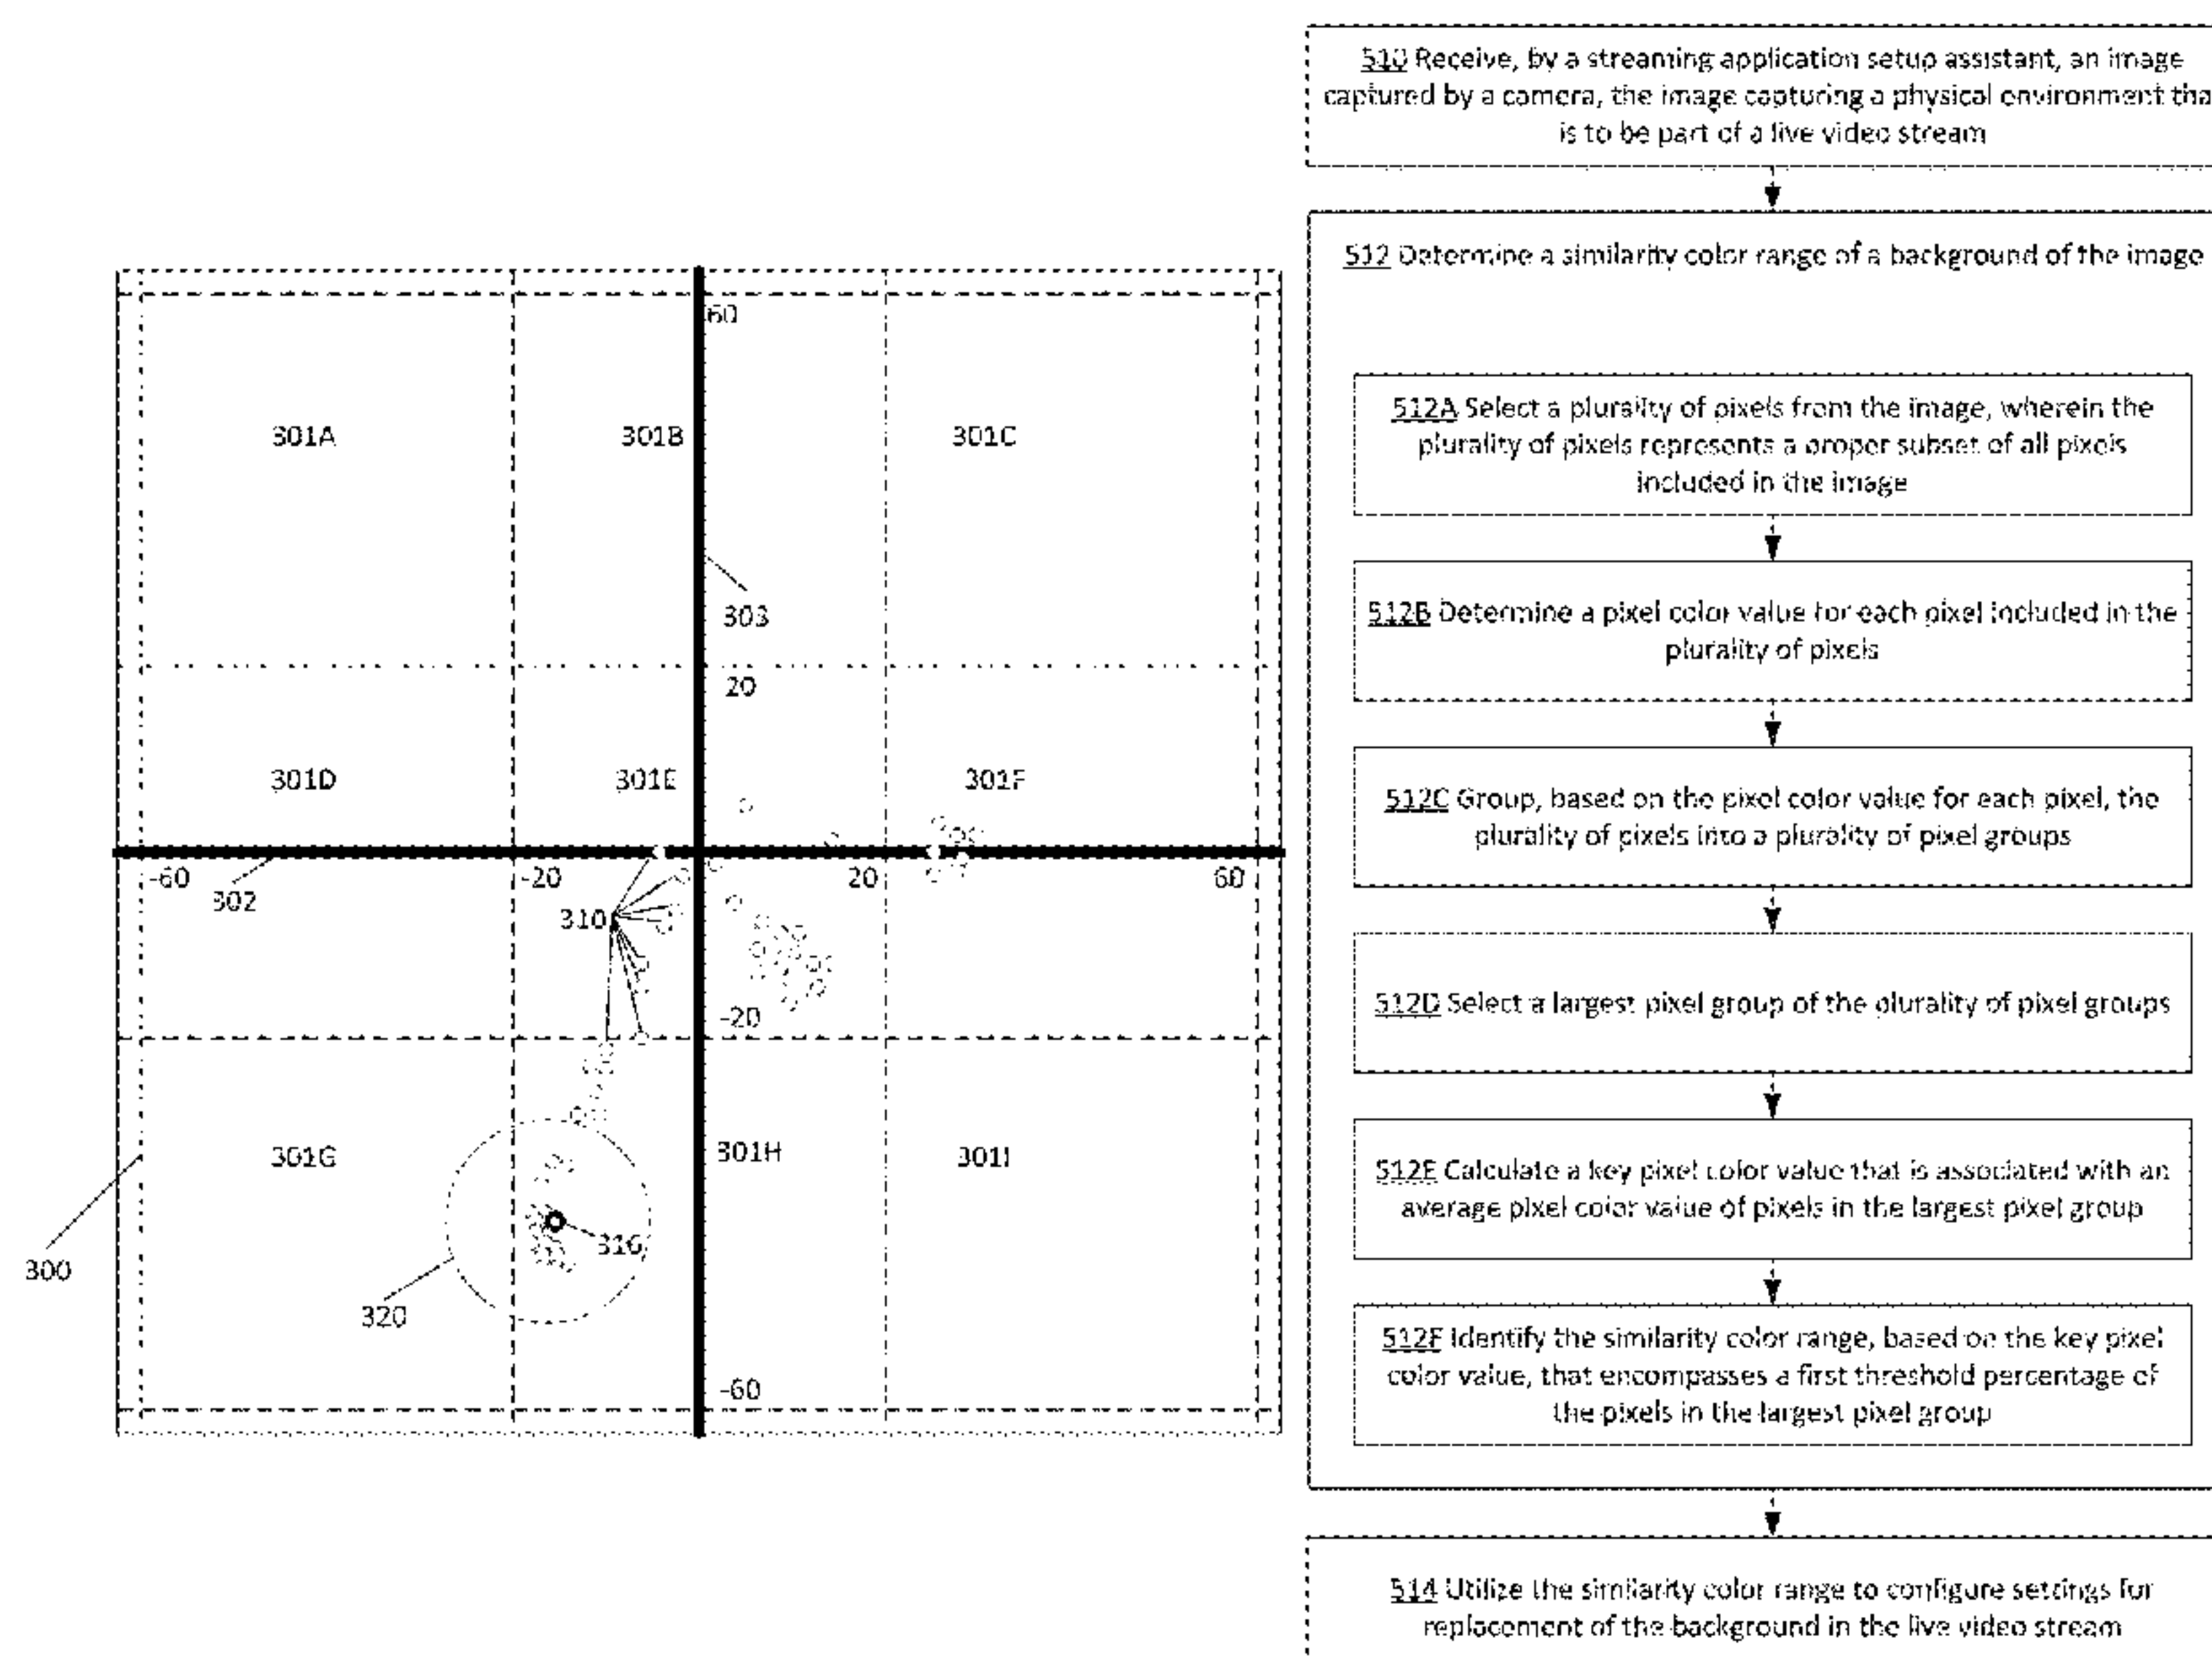 60
301A
301B
301C
303
20
301D
301E
301F
-60
302
-20
20
60
310
-20
301G
301H
301I
316
300
320
-60
510 Receive, by a streaming application setup assistant, an image
captured by a camera, the image capturing a physical environment tha
is to be part of a live video stream
512 Determine a similarity color range of a background of the image
512A Select a plurality of pixels from the image, wherein the
plurality of pixels represents a proper subset of all pixels
included in the image
512B Determine a pixel color value for each pixel included in the
plurality of pixels
512C Group, based on the pixel color value for each pixel, the
plurality of pixels into a plurality of pixel groups
512D Select a largest pixel group of the plurality of pixel groups
512E Calculate a key pixel color value that is associated with an
average pixel color value of pixels in the largest pixel group
512F Identify the similarity color range, based on the key pixel
color value, that encompasses a first threshold percentage of
the pixels in the largest pixel group
514 Utilize the similarity color range to configure settings for
replacement of the background in the live video stream